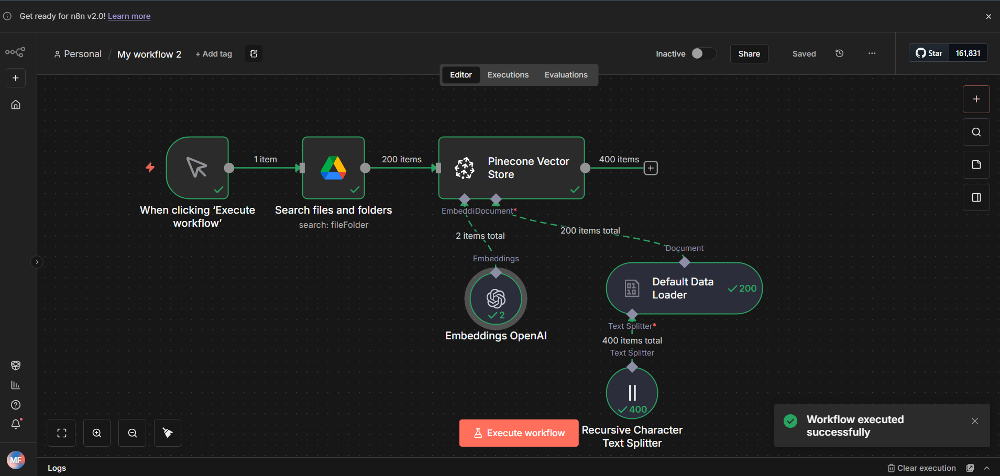 Get ready for n8n v2.0! Learn more
Personal / My workflow 2 + Add tag
Inactive
Share
Saved
Star 161,831
Editor Executions Evaluations
1 item
200 items
400 items
Pinecone Vector
Store
When clicking ‘Execute
workflow’
Search files and folders
search: fileFolder
Embeddi
Document*
2 items total
200 items total
Embeddings
Document
2
Embeddings OpenAI
Default Data
Loader
200
Text Splitter*
400 items total
Text Splitter
400
Recursive Character
Text Splitter
Execute workflow
Workflow executed
successfully
MF
Logs
Clear execution